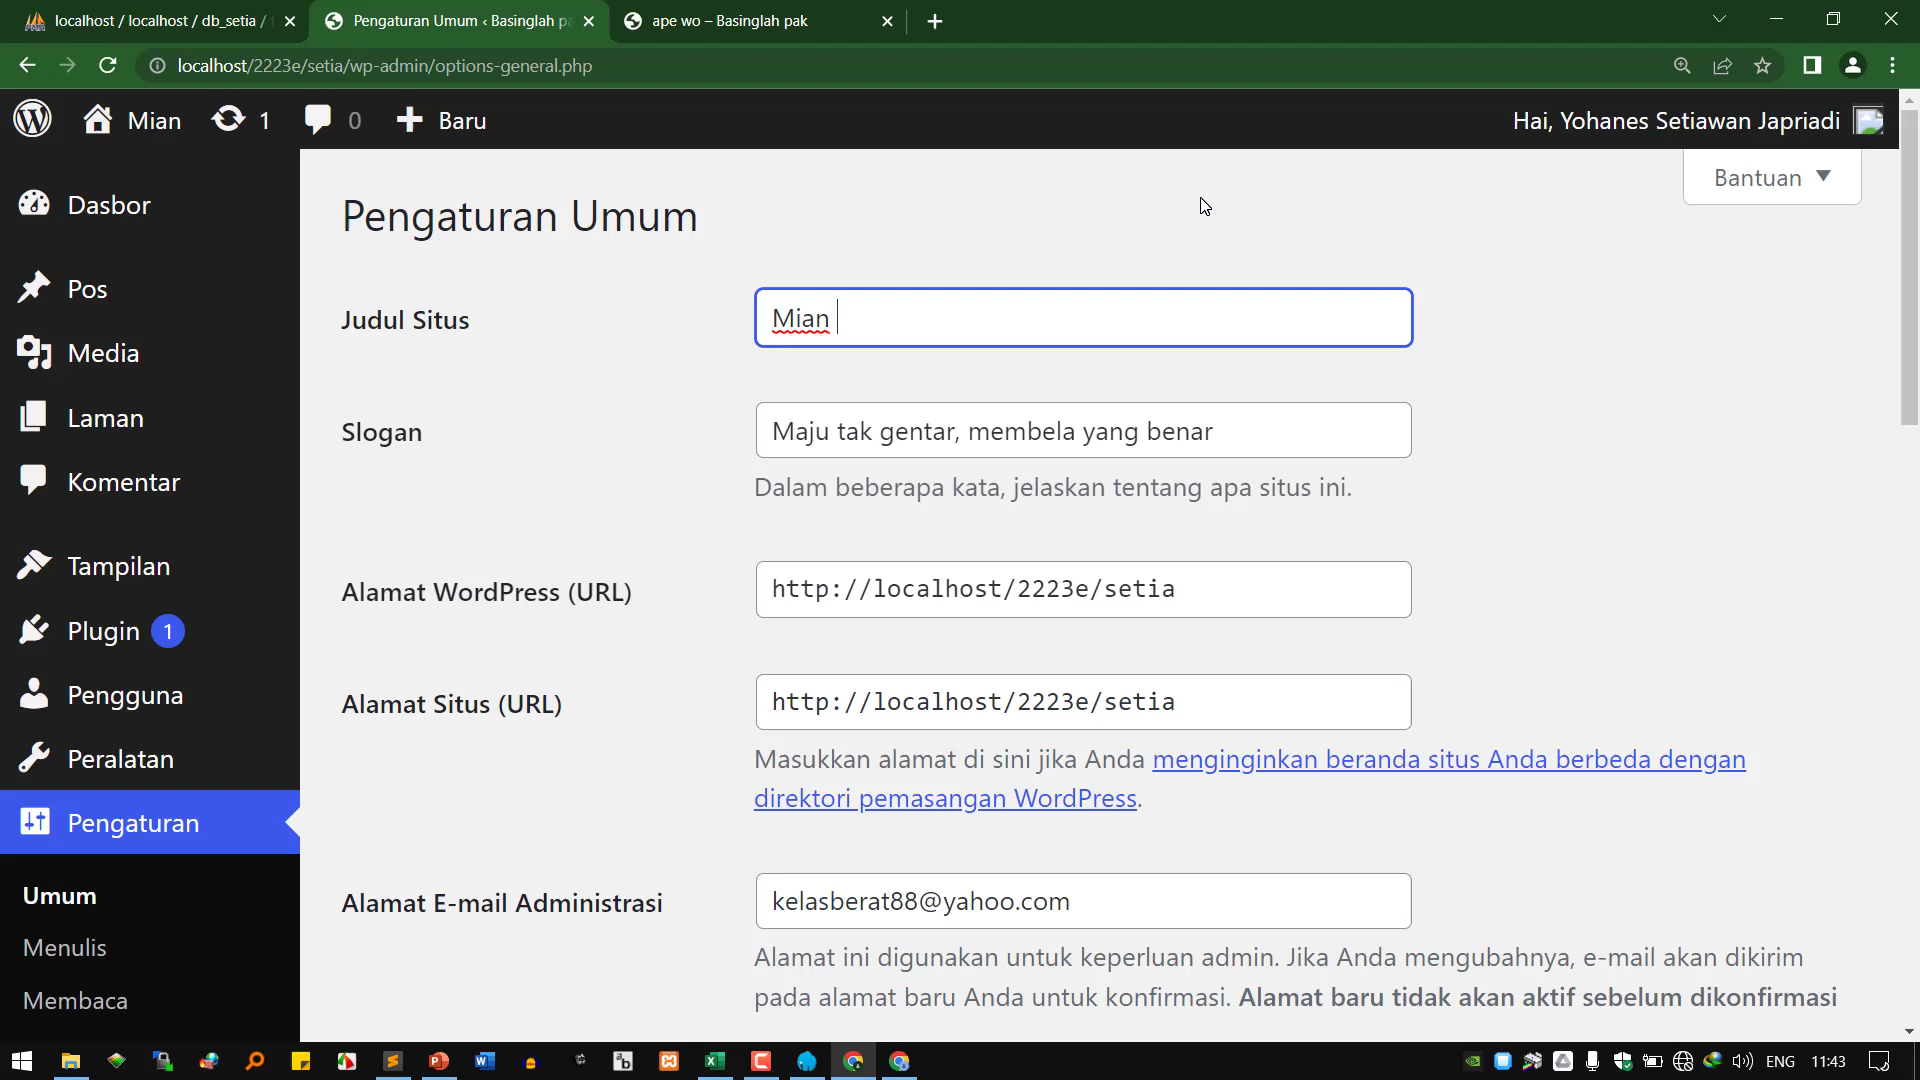 localhost / localhost / db_setia /
Pengaturan Umum ‹ Basinglah pa
ape wo – Basinglah pak
localhost/2223e/setia/wp-admin/options-general.php
Mian
1
0
Baru
Hai, Yohanes Setiawan Japriadi
Bantuan
Dasbor
Pos
Media
Laman
Komentar
Tampilan
Plugin 1
Pengguna
Peralatan
Pengaturan
Umum
Menulis
Membaca
Pengaturan Umum
Judul Situs
Mian
Slogan
Maju tak gentar, membela yang benar
Dalam beberapa kata, jelaskan tentang apa situs ini.
Alamat WordPress (URL)
http://localhost/2223e/setia
Alamat Situs (URL)
http://localhost/2223e/setia
Masukkan alamat di sini jika Anda menginginkan beranda situs Anda berbeda dengan
direktori pemasangan WordPress.
Alamat E-mail Administrasi
kelasberat88@yahoo.com
Alamat ini digunakan untuk keperluan admin. Jika Anda mengubahnya, e-mail akan dikirim
pada alamat baru Anda untuk konfirmasi. Alamat baru tidak akan aktif sebelum dikonfirmasi
ENG
11:43